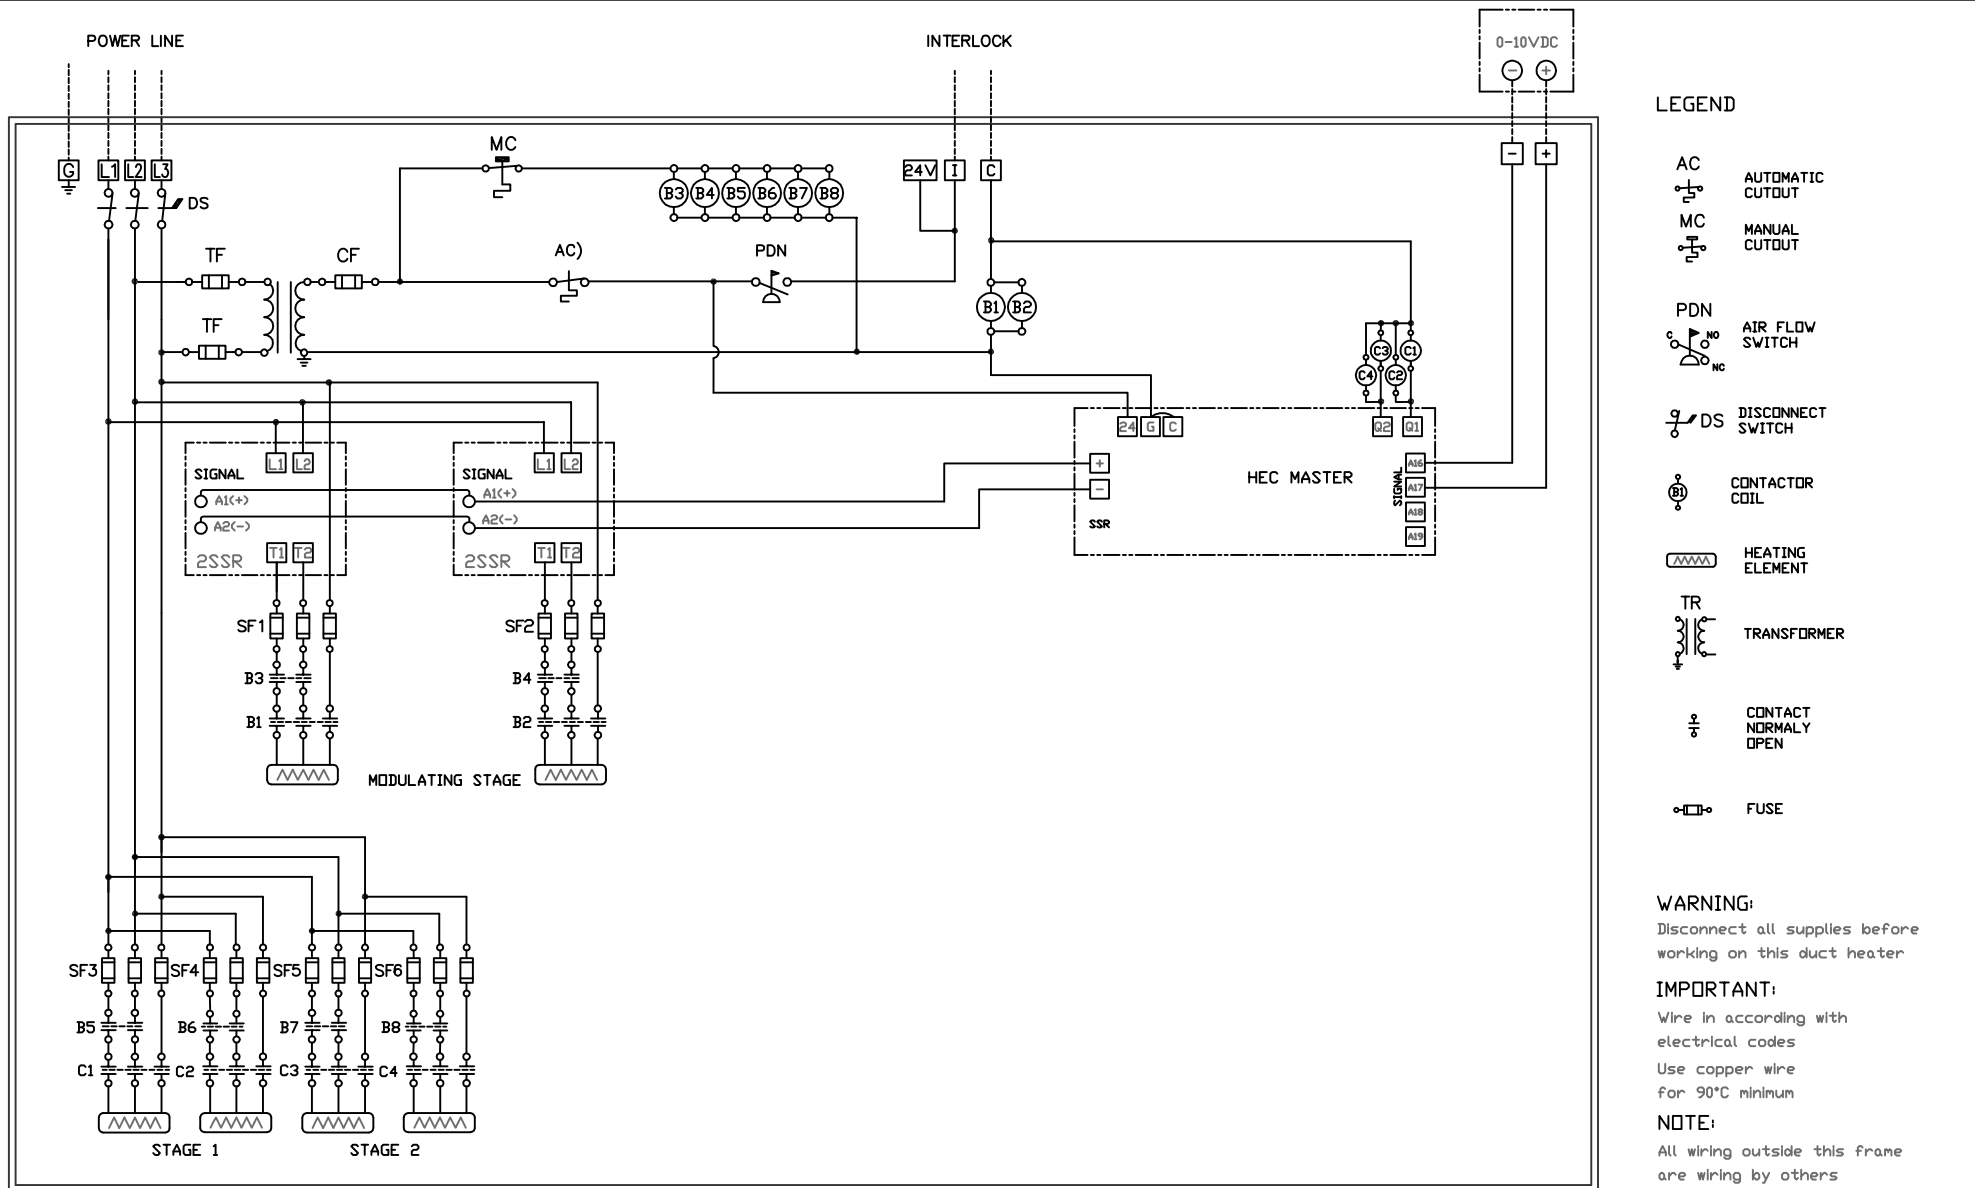 POWER LINE
INTERLOCK
0-10VDC
- +
LEGEND
G L1 L2 L3
DS
MC
B3 B4 B5 B6 B7 B8
24V I C
- +
AC
AUTOMATIC
CUTOUT
MC
MANUAL
CUTOUT
TF
CF
AC)
PDN
TF
B1 B2
C3 C1
C4 C2
PDN
C NO
NC
AIR FLOW
SWITCH
DS
DISCONNECT
SWITCH
24 G C
Q2 Q1
HEC MASTER
+
-
SSR
SIGNAL
A16
A17
A18
A19
SIGNAL
L1 L2
A1(+)
A2(-)
2SSR
T1 T2
SIGNAL
L1 L2
A1(+)
A2(-)
2SSR
T1 T2
B1
CONTACTOR
COIL
HEATING
ELEMENT
TR
TRANSFORMER
SF1
SF2
B3
B4
B1
B2
MODULATING STAGE
CONTACT
NORMALY
OPEN
FUSE
SF3 SF4 SF5 SF6
B5 B6 B7 B8
C1 C2 C3 C4
STAGE 1
STAGE 2
WARNING:
Disconnect all supplies before
working on this duct heater
IMPORTANT:
Wire in according with
electrical codes
Use copper wire
for 90°C minimum
NOTE:
All wiring outside this frame
are wiring by others